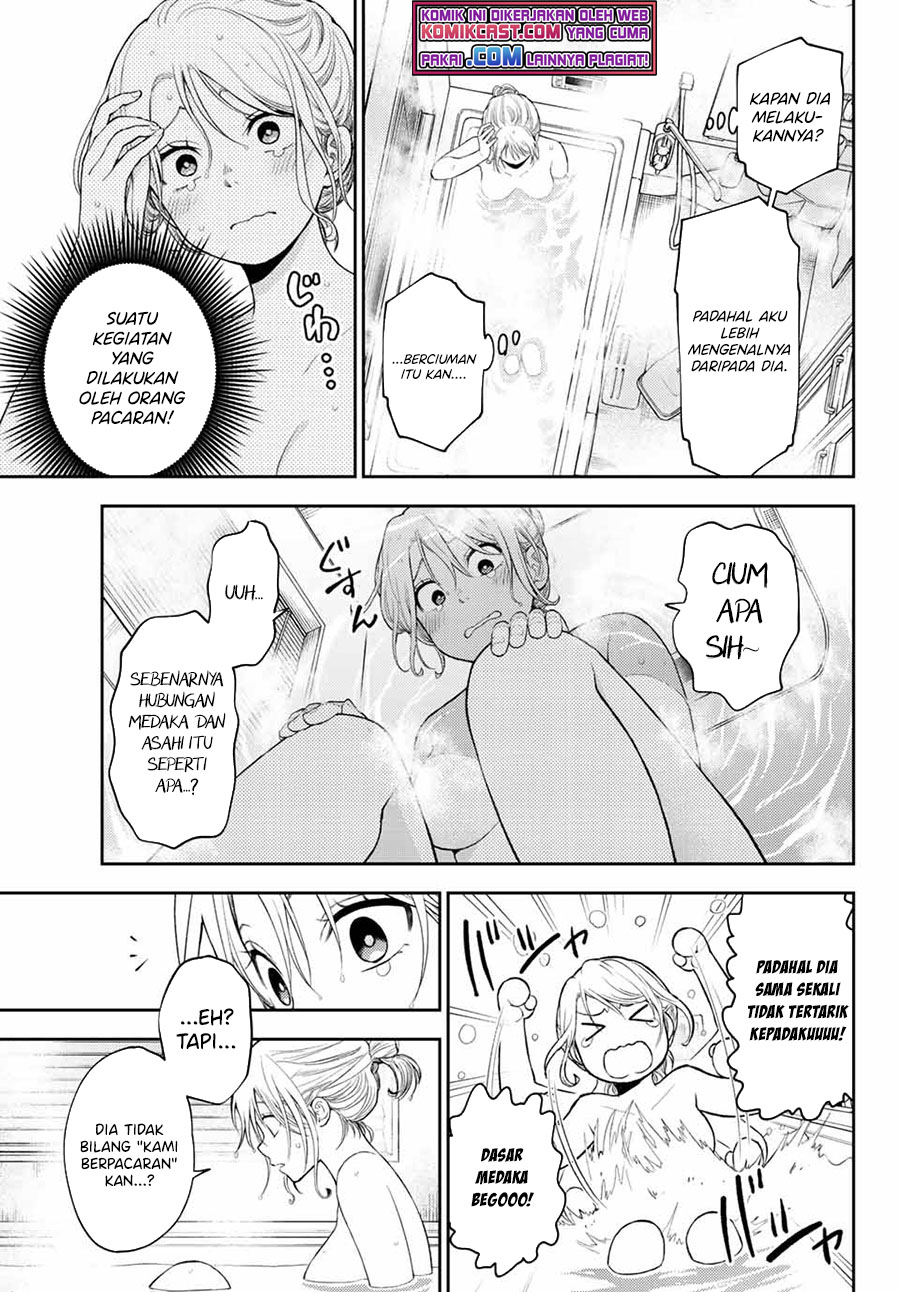 KOMIK INI DIKERJAKAN OLEH WEB
KOMIKCAST.COM YANG CUMA
PAKAI .COM LAINNYA PLAGIAT!
KAPAN DIA
MELAKU-
KANNYA?
PADAHAL AKU
LEBIH
MENGENALNYA
DARIPADA DIA.
...BERCIUMAN
ITU KAN....
SUATU
KEGIATAN
YANG
DILAKUKAN
OLEH ORANG
PACARAN!
じわ…
CIUM
APA
SIH~
ぐすん
UUH...
SEBENARNYA
HUBUNGAN
MEDAKA DAN
ASAHI ITU
SEPERTI
APA...?
PADAHAL DIA
SAMA SEKALI
TIDAK TERTARIK
KEPADAKUUUU!
バシャ
バシャ
DASAR
MEDAKA
BEGOOO!
...EH?
TAPI...
DIA TIDAK
BILANG "KAMI
BERPACARAN"
KAN...?